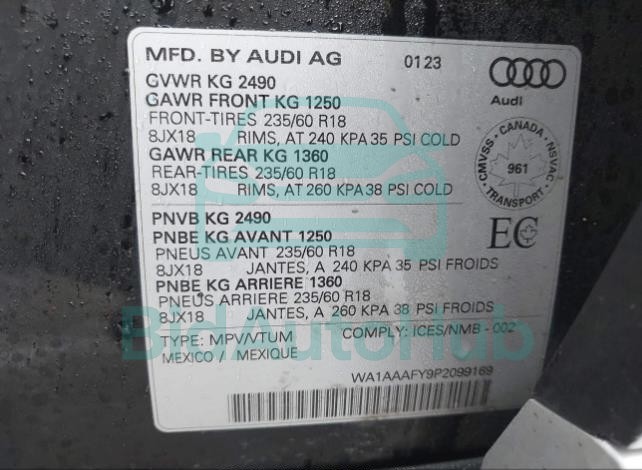 MFD. BY AUDI AG 0123
Audi
GVWR KG 2490
GAWR FRONT KG 1250
FRONT-TIRES 235/60 R18
8JX18 RIMS, AT 240 KPA 35 PSI COLD
GAWR REAR KG 1360
REAR-TIRES 235/60 R18
8JX18 RIMS, AT 260 KPA 38 PSI COLD
CMVSS - CANADA - NSVAC
961
TRANSPORT
PNVB KG 2490
PNBE KG AVANT 1250
PNEUS AVANT 235/60 R18
8JX18 JANTES, A 240 KPA 35 PSI FROIDS
PNBE KG ARRIERE 1360
PNEUS ARRIERE 235/60 R18
8JX18 JANTES, A 260 KPA 38 PSI FROIDS
EC
TYPE: MPV/VTUM COMPLY: ICES/NMB - 002
MEXICO / MEXIQUE
WA1AAAFY9P2099169
BidAutoHub